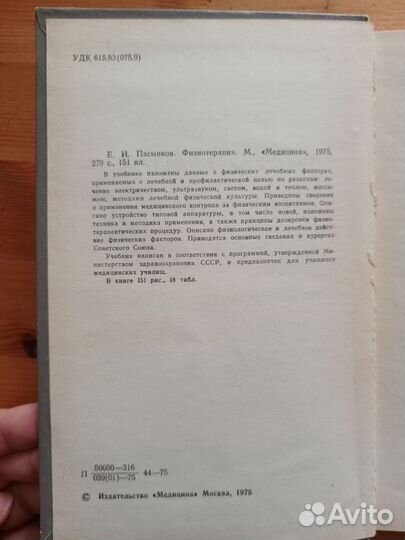 УДК 615.83(075.9)
Е. И. Пасынков. Физиотерапия. М., «Медицина», 1975,
279 с., 151 ил.
В учебнике изложены данные о физических лечебных факторах,
применяемых с лечебной и профилактической целью по разделам: ле-
чение электричеством, ультразвуком, светом, водой и теплом, масса-
жем, методами лечебной физической культуры. Приведены сведения
о применении медицинского контроля за физическим воспитанием. Опи-
сано устройство типовой аппаратуры, в том числе новой, изложены
техника и методика применения, а также принципы дозировки физио-
терапевтических процедур. Описано физиологическое и лечебное дей-
ствие физических факторов. Приводятся основные сведения о курортах
Советского Союза.
Учебник написан в соответствии с программой, утвержденной Ми-
нистерством здравоохранения СССР, и предназначен для учащихся
медицинских училищ.
В книге 151 рис., 18 табл.
П 50600—316 44—75
039(01)—75
© Издательство «Медицина» Москва, 1975
Avito